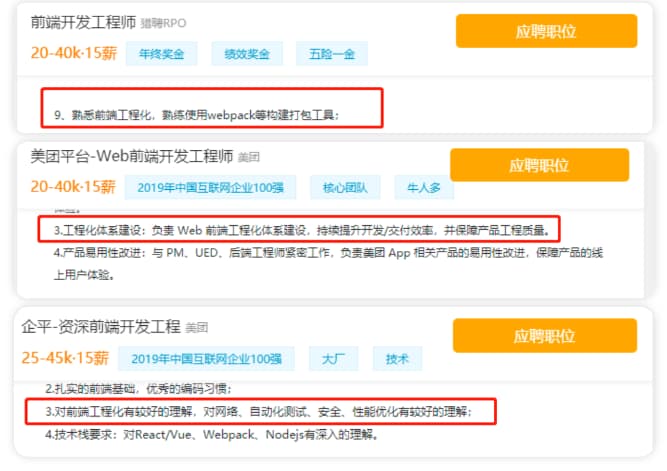 前端开发工程师 猎聘RPO
应聘职位
20-40k·15薪 年终奖金 绩效奖金 五险一金
9、熟悉前端工程化，熟练使用webpack等构建打包工具；
美团平台-Web前端开发工程师 美团
应聘职位
20-40k·15薪 2019年中国互联网企业100强 核心团队 牛人多
3.工程化体系建设：负责 Web 前端工程化体系建设，持续提升开发/交付效率，并保障产品工程质量。
4.产品易用性改进：与 PM、UED、后端工程师紧密工作，负责美团 App 相关产品的易用性改进，保障产品的线
上用户体验。
企平-资深前端开发工程 美团
应聘职位
25-45k·15薪 2019年中国互联网企业100强 大厂 技术
2.扎实的前端基础，优秀的编码习惯；
3.对前端工程化有较好的理解，对网络、自动化测试、安全、性能优化有较好的理解；
4.技术栈要求：对React/Vue、Webpack、Nodejs有深入的理解。